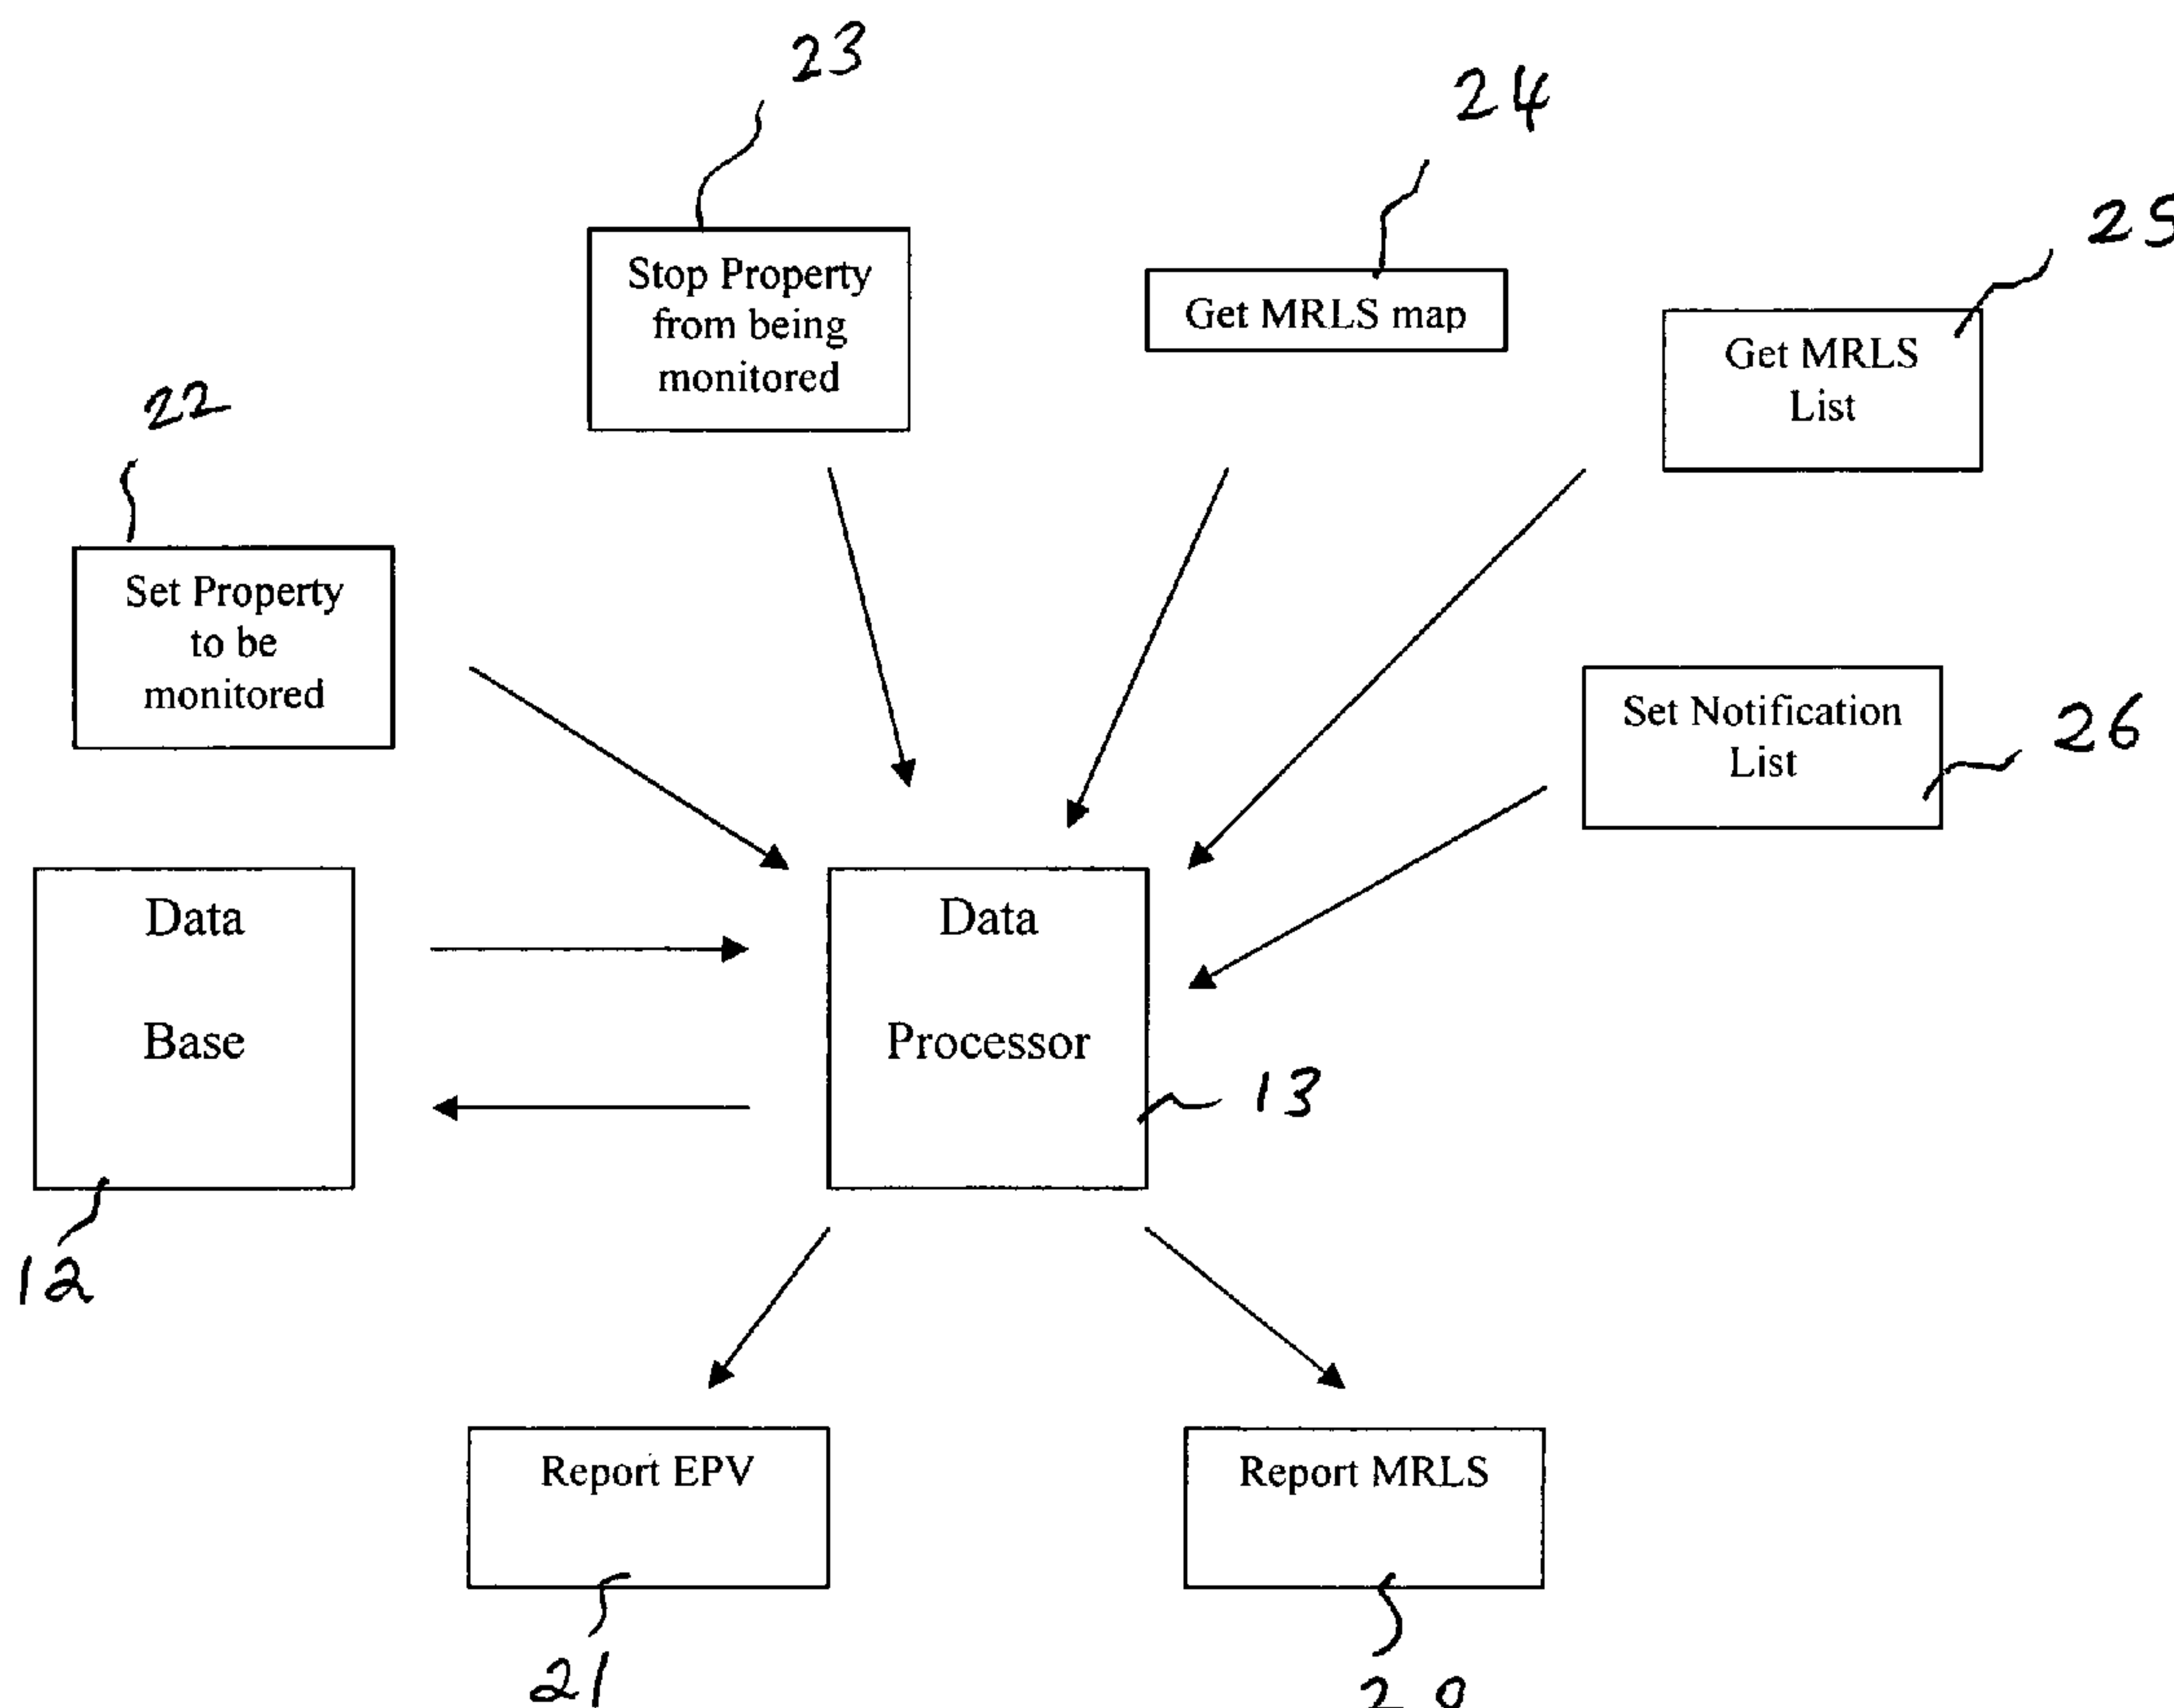 23
24
25
Stop Property
from being
monitored
Get MRLS map
Get MRLS
List
22
Set Property
to be
monitored
Set Notification
List
26
Data
Base
Data
Processor
13
12
Report EPV
Report MRLS
21